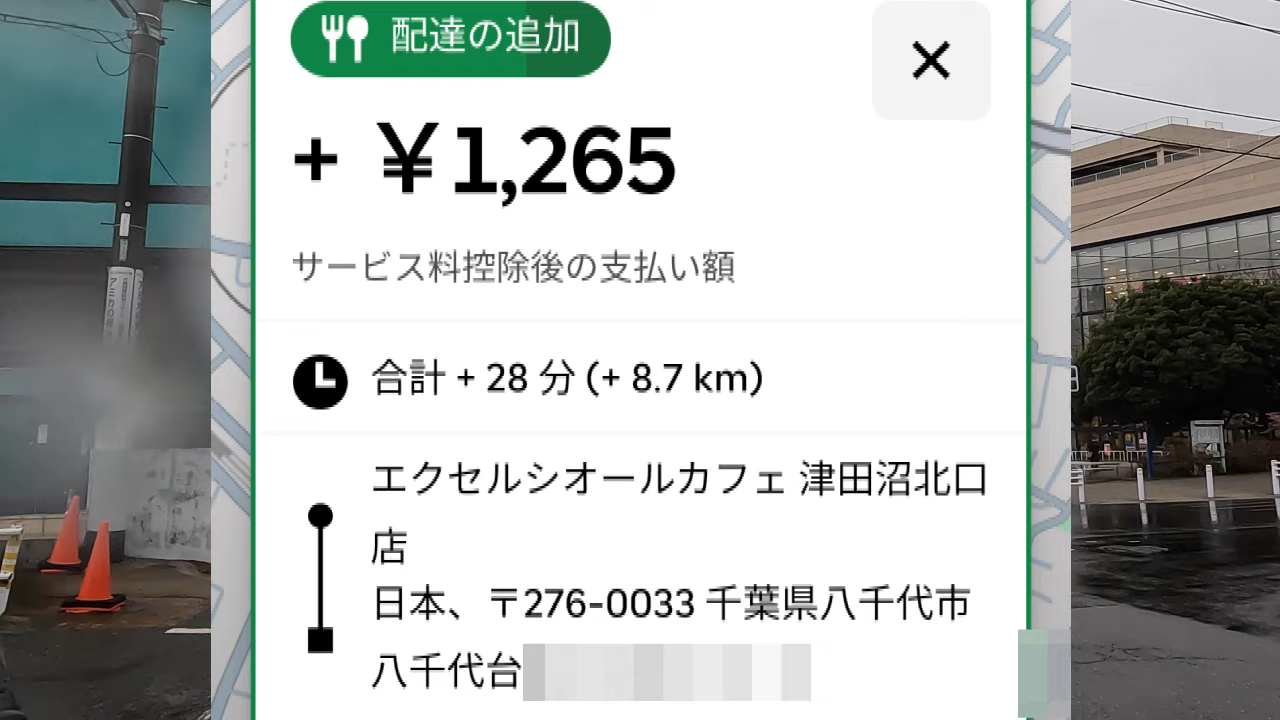 配達の追加
+ ￥1,265
サービス料控除後の支払い額
合計 + 28 分 (+ 8.7 km)
エクセルシオールカフェ 津田沼北口
店
日本、〒276-0033 千葉県八千代市
八千代台